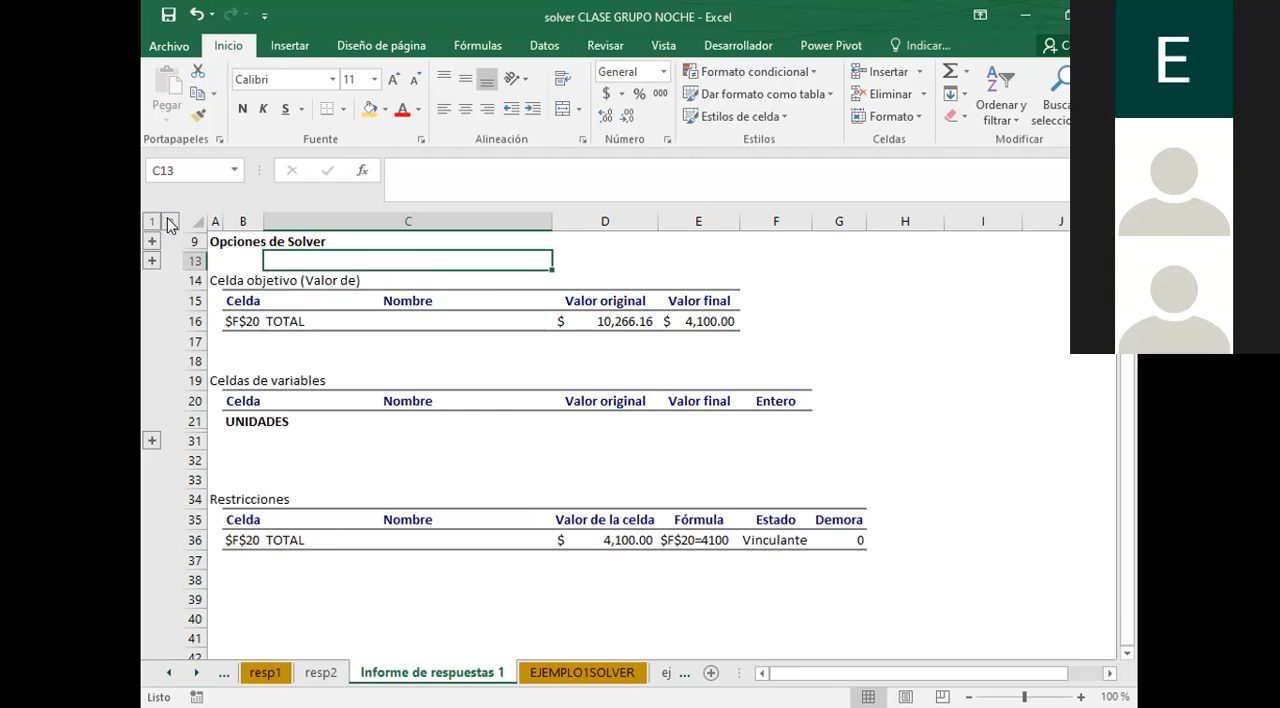 solver CLASE GRUPO NOCHE - Excel
E
Archivo Inicio Insertar Diseño de página Fórmulas Datos Revisar Vista Desarrollador Power Pivot Indicar...
Calibri 11 General Formato condicional Insertar
Pegar N K S $ % 000 Dar formato como tabla Eliminar Ordenar y
Estilos de celda Formato filtrar
Portapapeles Fuente Alineación Número Estilos Celdas Modificar
C13 fx
1 A B C D E F G H I J
9 Opciones de Solver
13
14 Celda objetivo (Valor de)
15 Celda Nombre Valor original Valor final
16 $F$20 TOTAL $ 10,266.16 $ 4,100.00
17
18
19 Celdas de variables
20 Celda Nombre Valor original Valor final Entero
21 UNIDADES
31
32
33
34 Restricciones
35 Celda Nombre Valor de la celda Fórmula Estado Demora
36 $F$20 TOTAL $ 4,100.00 $F$20=4100 Vinculante 0
37
38
39
40
41
42
... resp1 resp2 Informe de respuestas 1 EJEMPLO1SOLVER ej ...
Listo 100 %